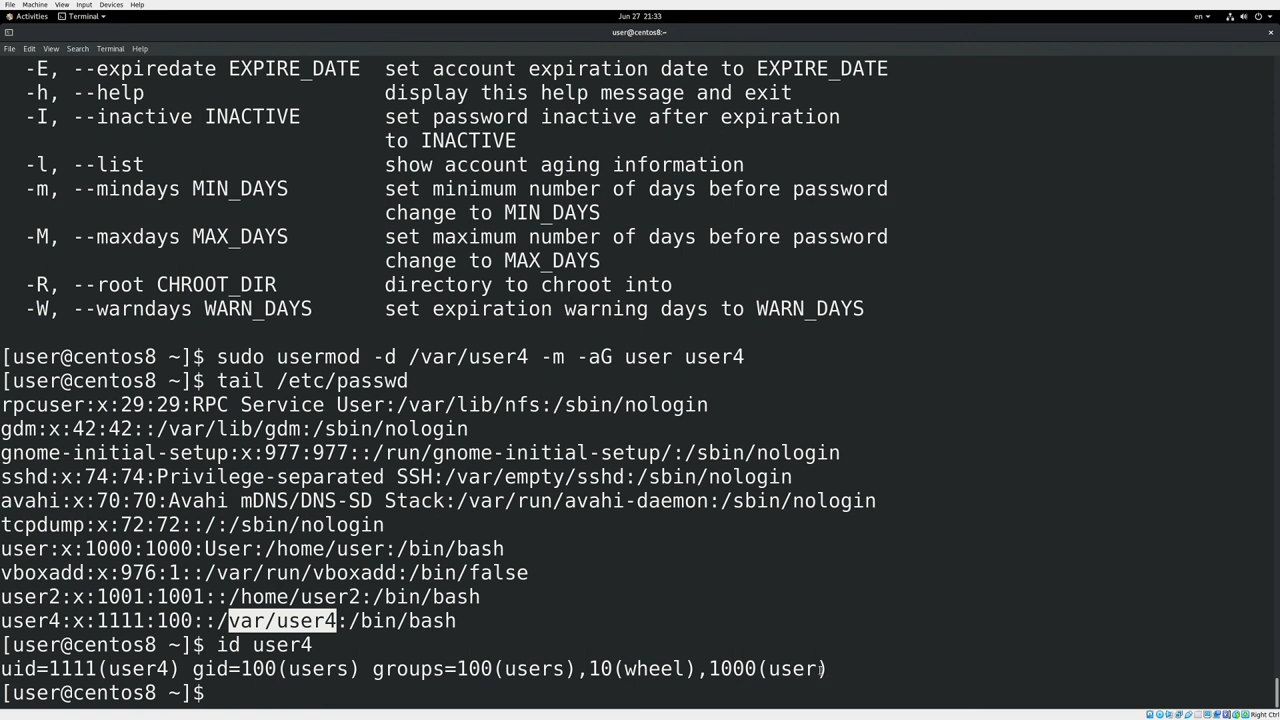 File Machine View Input Devices Help
Activities Terminal Jun 27 21:33 en
user@centos8:~
File Edit View Search Terminal Help
-E, --expiredate EXPIRE_DATE set account expiration date to EXPIRE_DATE
-h, --help display this help message and exit
-I, --inactive INACTIVE set password inactive after expiration
to INACTIVE
-l, --list show account aging information
-m, --mindays MIN_DAYS set minimum number of days before password
change to MIN_DAYS
-M, --maxdays MAX_DAYS set maximum number of days before password
change to MAX_DAYS
-R, --root CHROOT_DIR directory to chroot into
-W, --warndays WARN_DAYS set expiration warning days to WARN_DAYS
[user@centos8 ~]$ sudo usermod -d /var/user4 -m -aG user user4
[user@centos8 ~]$ tail /etc/passwd
rpcuser:x:29:29:RPC Service User:/var/lib/nfs:/sbin/nologin
gdm:x:42:42::/var/lib/gdm:/sbin/nologin
gnome-initial-setup:x:977:977::/run/gnome-initial-setup/:/sbin/nologin
sshd:x:74:74:Privilege-separated SSH:/var/empty/sshd:/sbin/nologin
avahi:x:70:70:Avahi mDNS/DNS-SD Stack:/var/run/avahi-daemon:/sbin/nologin
tcpdump:x:72:72::/:/sbin/nologin
user:x:1000:1000:User:/home/user:/bin/bash
vboxadd:x:976:1::/var/run/vboxadd:/bin/false
user2:x:1001:1001::/home/user2:/bin/bash
user4:x:1111:100::/var/user4:/bin/bash
[user@centos8 ~]$ id user4
uid=1111(user4) gid=100(users) groups=100(users),10(wheel),1000(user)
[user@centos8 ~]$
Right Ctrl